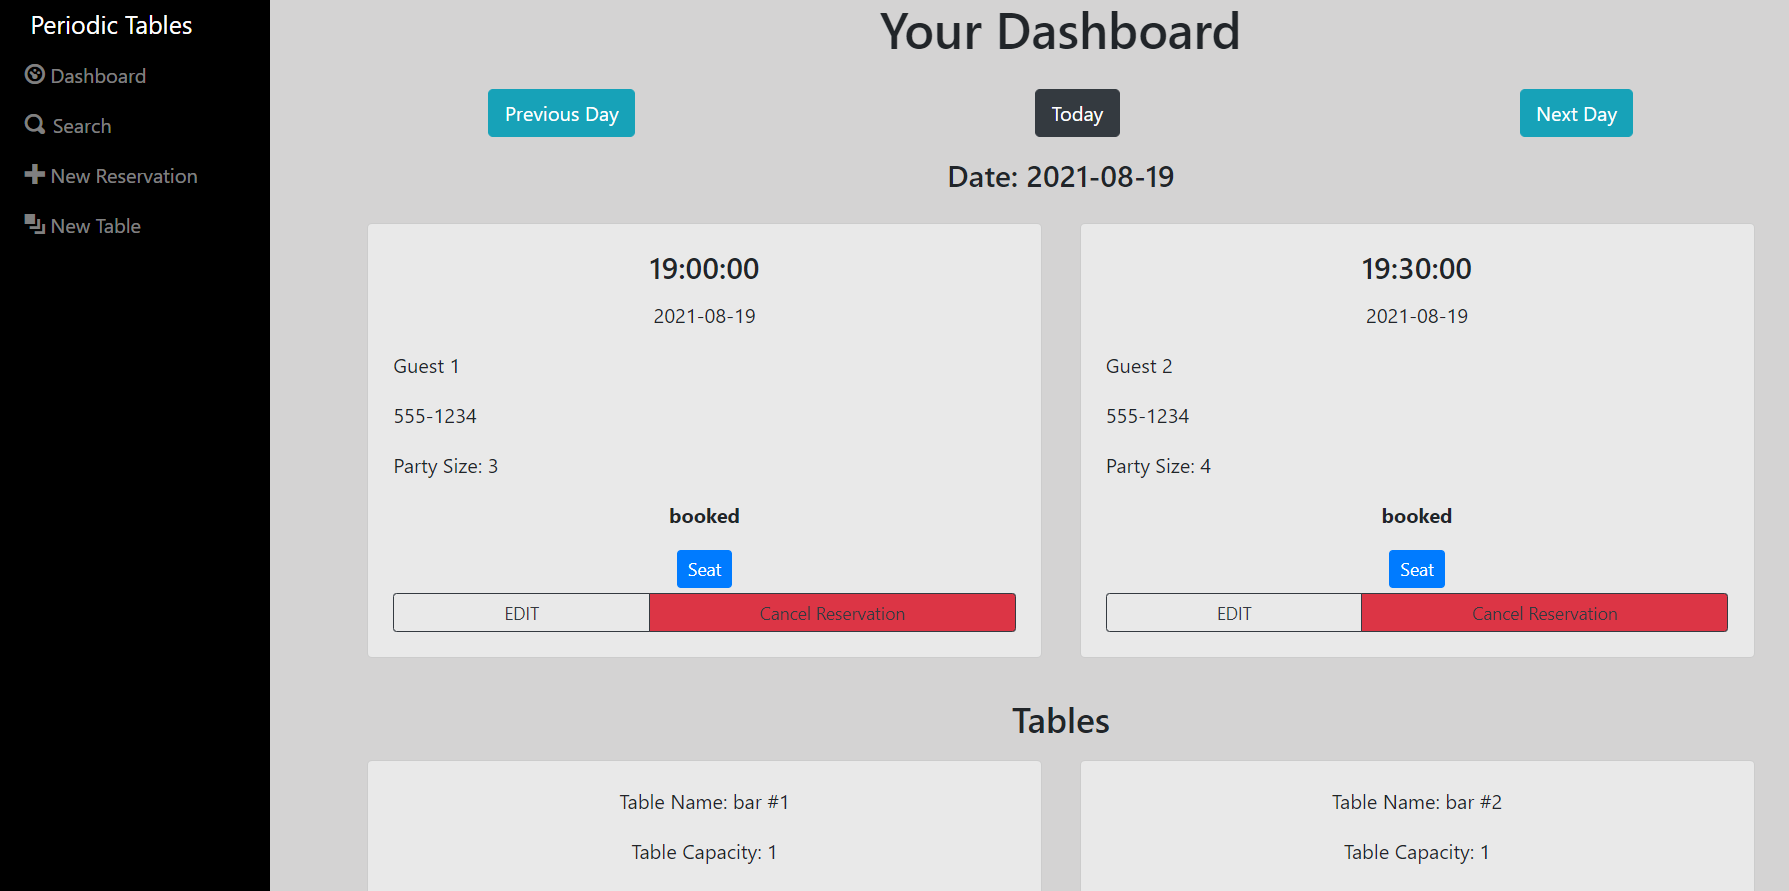 Periodic Tables
Dashboard
Search
New Reservation
New Table
Your Dashboard
Previous Day
Today
Next Day
Date: 2021-08-19
19:00:00
2021-08-19
Guest 1
555-1234
Party Size: 3
booked
Seat
EDIT
Cancel Reservation
19:30:00
2021-08-19
Guest 2
555-1234
Party Size: 4
booked
Seat
EDIT
Cancel Reservation
Tables
Table Name: bar #1
Table Capacity: 1
Table Name: bar #2
Table Capacity: 1